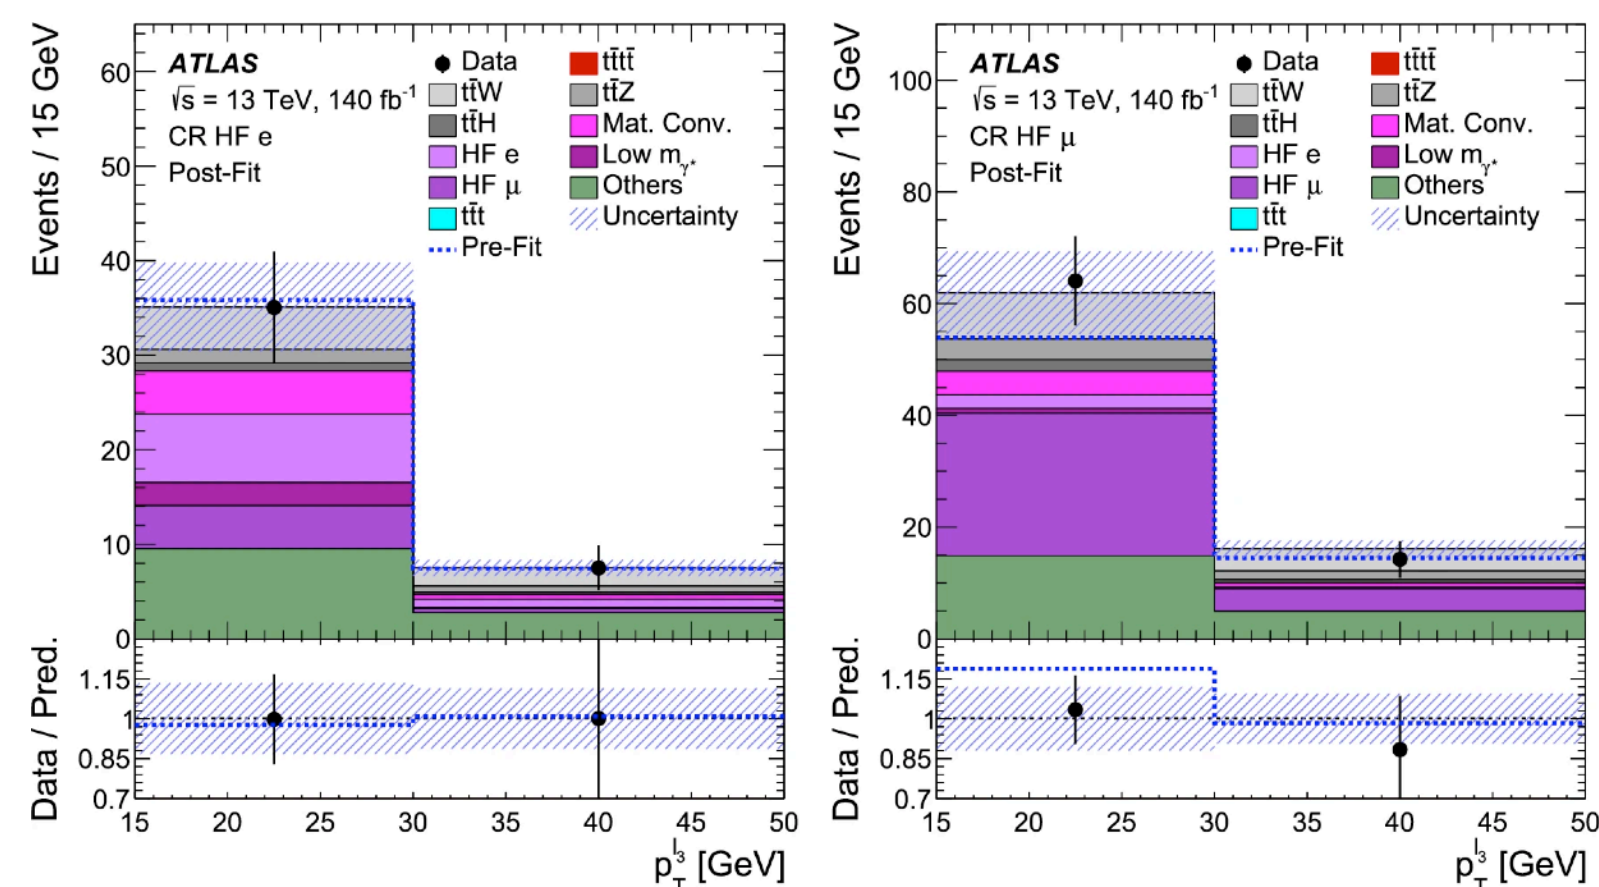 Events / 15 GeV
60
50
40
30
20
10
0
ATLAS
√s = 13 TeV, 140 fb⁻¹
CR HF e
Post-Fit
Data
tt̄tt̄
tt̄W
tt̄Z
tt̄H
Mat. Conv.
HF e
Low mγ*
HF μ
Others
tt̄t
Uncertainty
Pre-Fit
Data / Pred.
1.15
1
0.85
0.7
15 20 25 30 35 40 45 50
p_T^l₃ [GeV]
Events / 15 GeV
100
80
60
40
20
0
ATLAS
√s = 13 TeV, 140 fb⁻¹
CR HF μ
Post-Fit
Data
tt̄tt̄
tt̄W
tt̄Z
tt̄H
Mat. Conv.
HF e
Low mγ*
HF μ
Others
tt̄t
Uncertainty
Pre-Fit
Data / Pred.
1.15
1
0.85
0.7
15 20 25 30 35 40 45 50
p_T^l₃ [GeV]